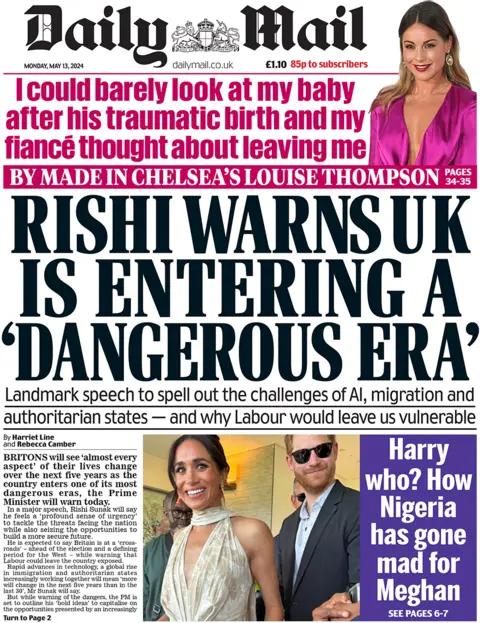 Daily Mail
MONDAY, MAY 13, 2024
dailymail.co.uk
£1.10 85p to subscribers
I could barely look at my baby
after his traumatic birth and my
fiancé thought about leaving me
BY MADE IN CHELSEA'S LOUISE THOMPSON
PAGES
34-35
RISHI WARNS UK
IS ENTERING A
'DANGEROUS ERA'
Landmark speech to spell out the challenges of AI, migration and
authoritarian states — and why Labour would leave us vulnerable
By Harriet Line
and Rebecca Camber
BRITONS will see 'almost every
aspect' of their lives change
over the next five years as the
country enters one of its most
dangerous eras, the Prime
Minister will warn today.
In a major speech, Rishi Sunak will say
he feels a 'profound sense of urgency'
to tackle the threats facing the nation
while also seizing the opportunities to
build a more secure future.
He is expected to say Britain is at a 'cross-
roads' – ahead of the election and a defining
period for the West – while warning that
Labour could leave the country exposed.
Rapid advances in technology, a global rise
in immigration and authoritarian states
increasingly working together will mean 'more
will change in the next five years than in the
last 30', Mr Sunak will say.
But while warning of the dangers, the PM is
set to outline his 'bold ideas' to capitalise on
the opportunities presented by an increasingly
Turn to Page 2
Harry
who? How
Nigeria
has gone
mad for
Meghan
SEE PAGES 6-7